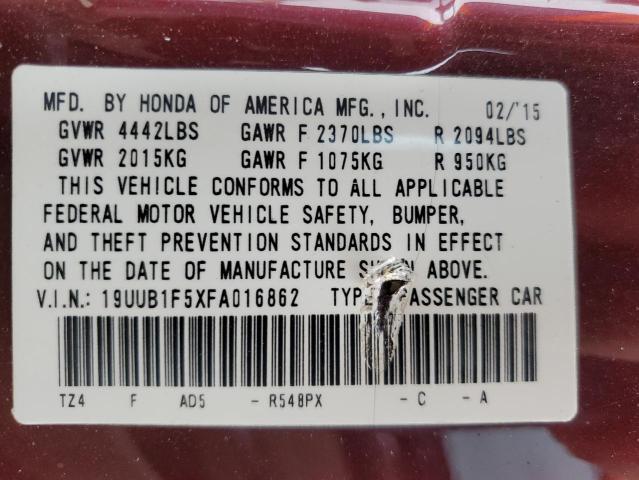 MFD. BY HONDA OF AMERICA MFG., INC. 02/'15
GVWR 4442LBS GAWR F 2370LBS R 2094LBS
GVWR 2015KG GAWR F 1075KG R 950KG
THIS VEHICLE CONFORMS TO ALL APPLICABLE
FEDERAL MOTOR VEHICLE SAFETY, BUMPER,
AND THEFT PREVENTION STANDARDS IN EFFECT
ON THE DATE OF MANUFACTURE ABOVE.
V.I.N.: 19UUB1F5XFA016862 TYPE: PASSENGER CAR
TZ4 F AD5 - R548PX - C - A